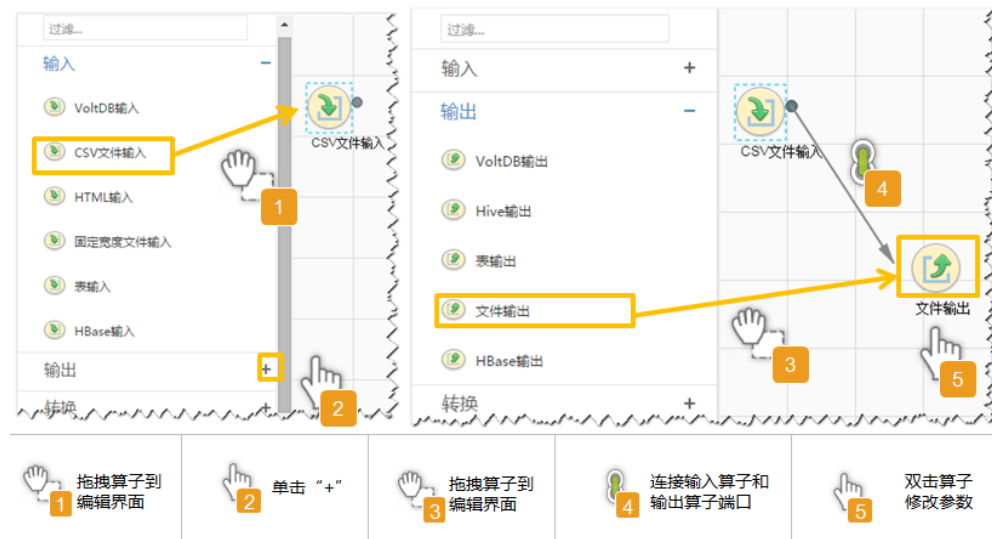 过滤...
输入
VoltDB输入
CSV文件输入
HTML输入
固定宽度文件输入
表输入
HBase输入
输出
+
转换
+
CSV文件输入
1
2
过滤...
输入
+
输出
VoltDB输出
Hive输出
表输出
文件输出
HBase输出
转换
+
CSV文件输入
4
文件输出
3
5
1 拖拽算子到
编辑界面
2 单击“+”
3 拖拽算子到
编辑界面
4 连接输入算子和
输出算子端口
5 双击算子
修改参数